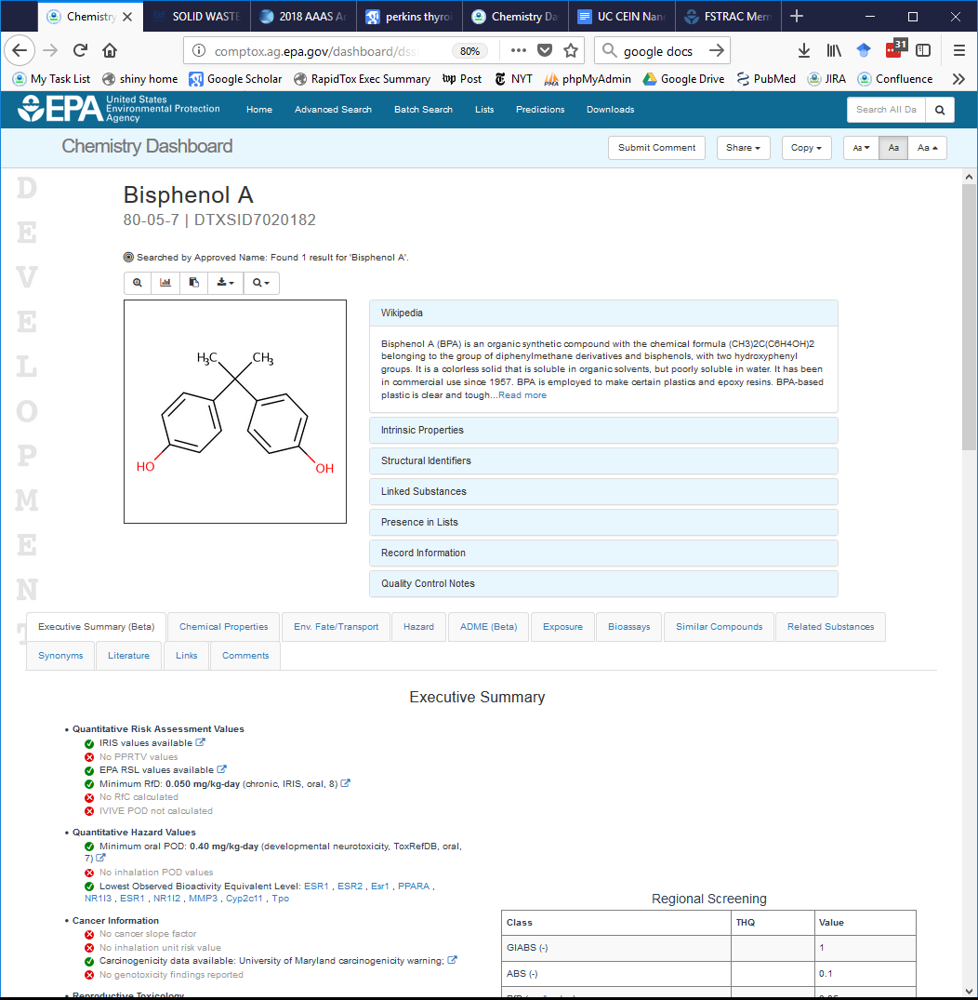 Chemistry
SOLID WASTE
2018 AAAS An
perkins thyroi
Chemistry Da
UC CEIN Nan
FSTRAC Mem
comptox.ag.epa.gov/dashboard/dss
80%
google docs
31
My Task List
shiny home
Google Scholar
RapidTox Exec Summary
wp Post
NYT
phpMyAdmin
Google Drive
PubMed
JIRA
Confluence
EPA
United States
Environmental Protection
Agency
Home
Advanced Search
Batch Search
Lists
Predictions
Downloads
Search All Da
Chemistry Dashboard
Submit Comment
Share
Copy
Aa
Aa
Aa
DEVELOPMENT
Bisphenol A
80-05-7 | DTXSID7020182
Searched by Approved Name: Found 1 result for 'Bisphenol A'.
H3C
CH3
HO
OH
Wikipedia
Bisphenol A (BPA) is an organic synthetic compound with the chemical formula (CH3)2C(C6H4OH)2
belonging to the group of diphenylmethane derivatives and bisphenols, with two hydroxyphenyl
groups. It is a colorless solid that is soluble in organic solvents, but poorly soluble in water. It has been
in commercial use since 1957. BPA is employed to make certain plastics and epoxy resins. BPA-based
plastic is clear and tough...Read more
Intrinsic Properties
Structural Identifiers
Linked Substances
Presence in Lists
Record Information
Quality Control Notes
Executive Summary (Beta)
Chemical Properties
Env. Fate/Transport
Hazard
ADME (Beta)
Exposure
Bioassays
Similar Compounds
Related Substances
Synonyms
Literature
Links
Comments
Executive Summary
• Quantitative Risk Assessment Values
IRIS values available
No PPRTV values
EPA RSL values available
Minimum RfD: 0.050 mg/kg-day (chronic, IRIS, oral, 8)
No RfC calculated
IVIVE POD not calculated
• Quantitative Hazard Values
Minimum oral POD: 0.40 mg/kg-day (developmental neurotoxicity, ToxRefDB, oral,
7)
No inhalation POD values
Lowest Observed Bioactivity Equivalent Level: ESR1 , ESR2 , Esr1 , PPARA ,
NR1I3 , ESR1 , NR1I2 , MMP3 , Cyp2c11 , Tpo
• Cancer Information
No cancer slope factor
No inhalation unit risk value
Carcinogenicity data available: University of Maryland carcinogenicity warning;
No genotoxicity findings reported
• Reproductive Toxicology
Regional Screening
Class THQ Value
GIABS (-) 1
ABS (-) 0.1